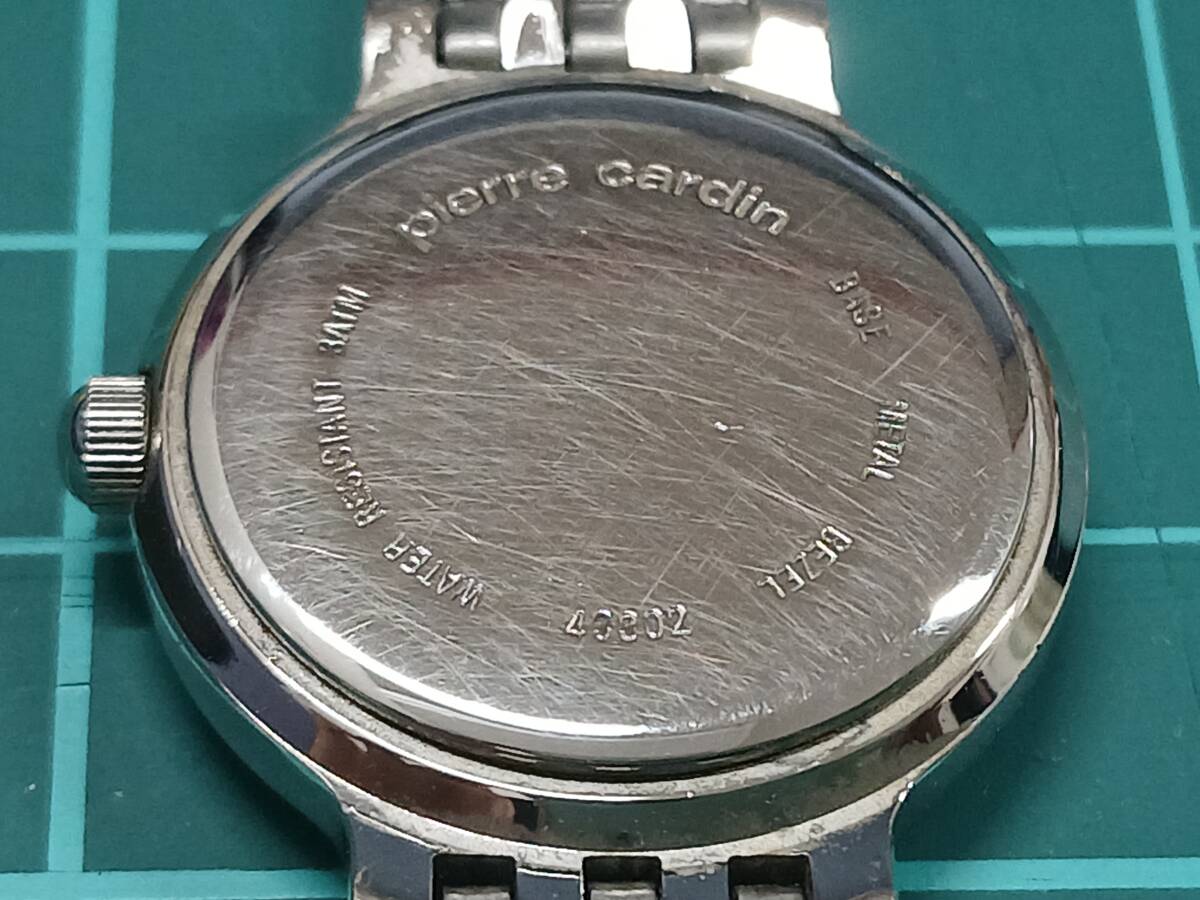 pierre cardin
BASE METAL BEZEL
WATER RESISTANT 3ATM